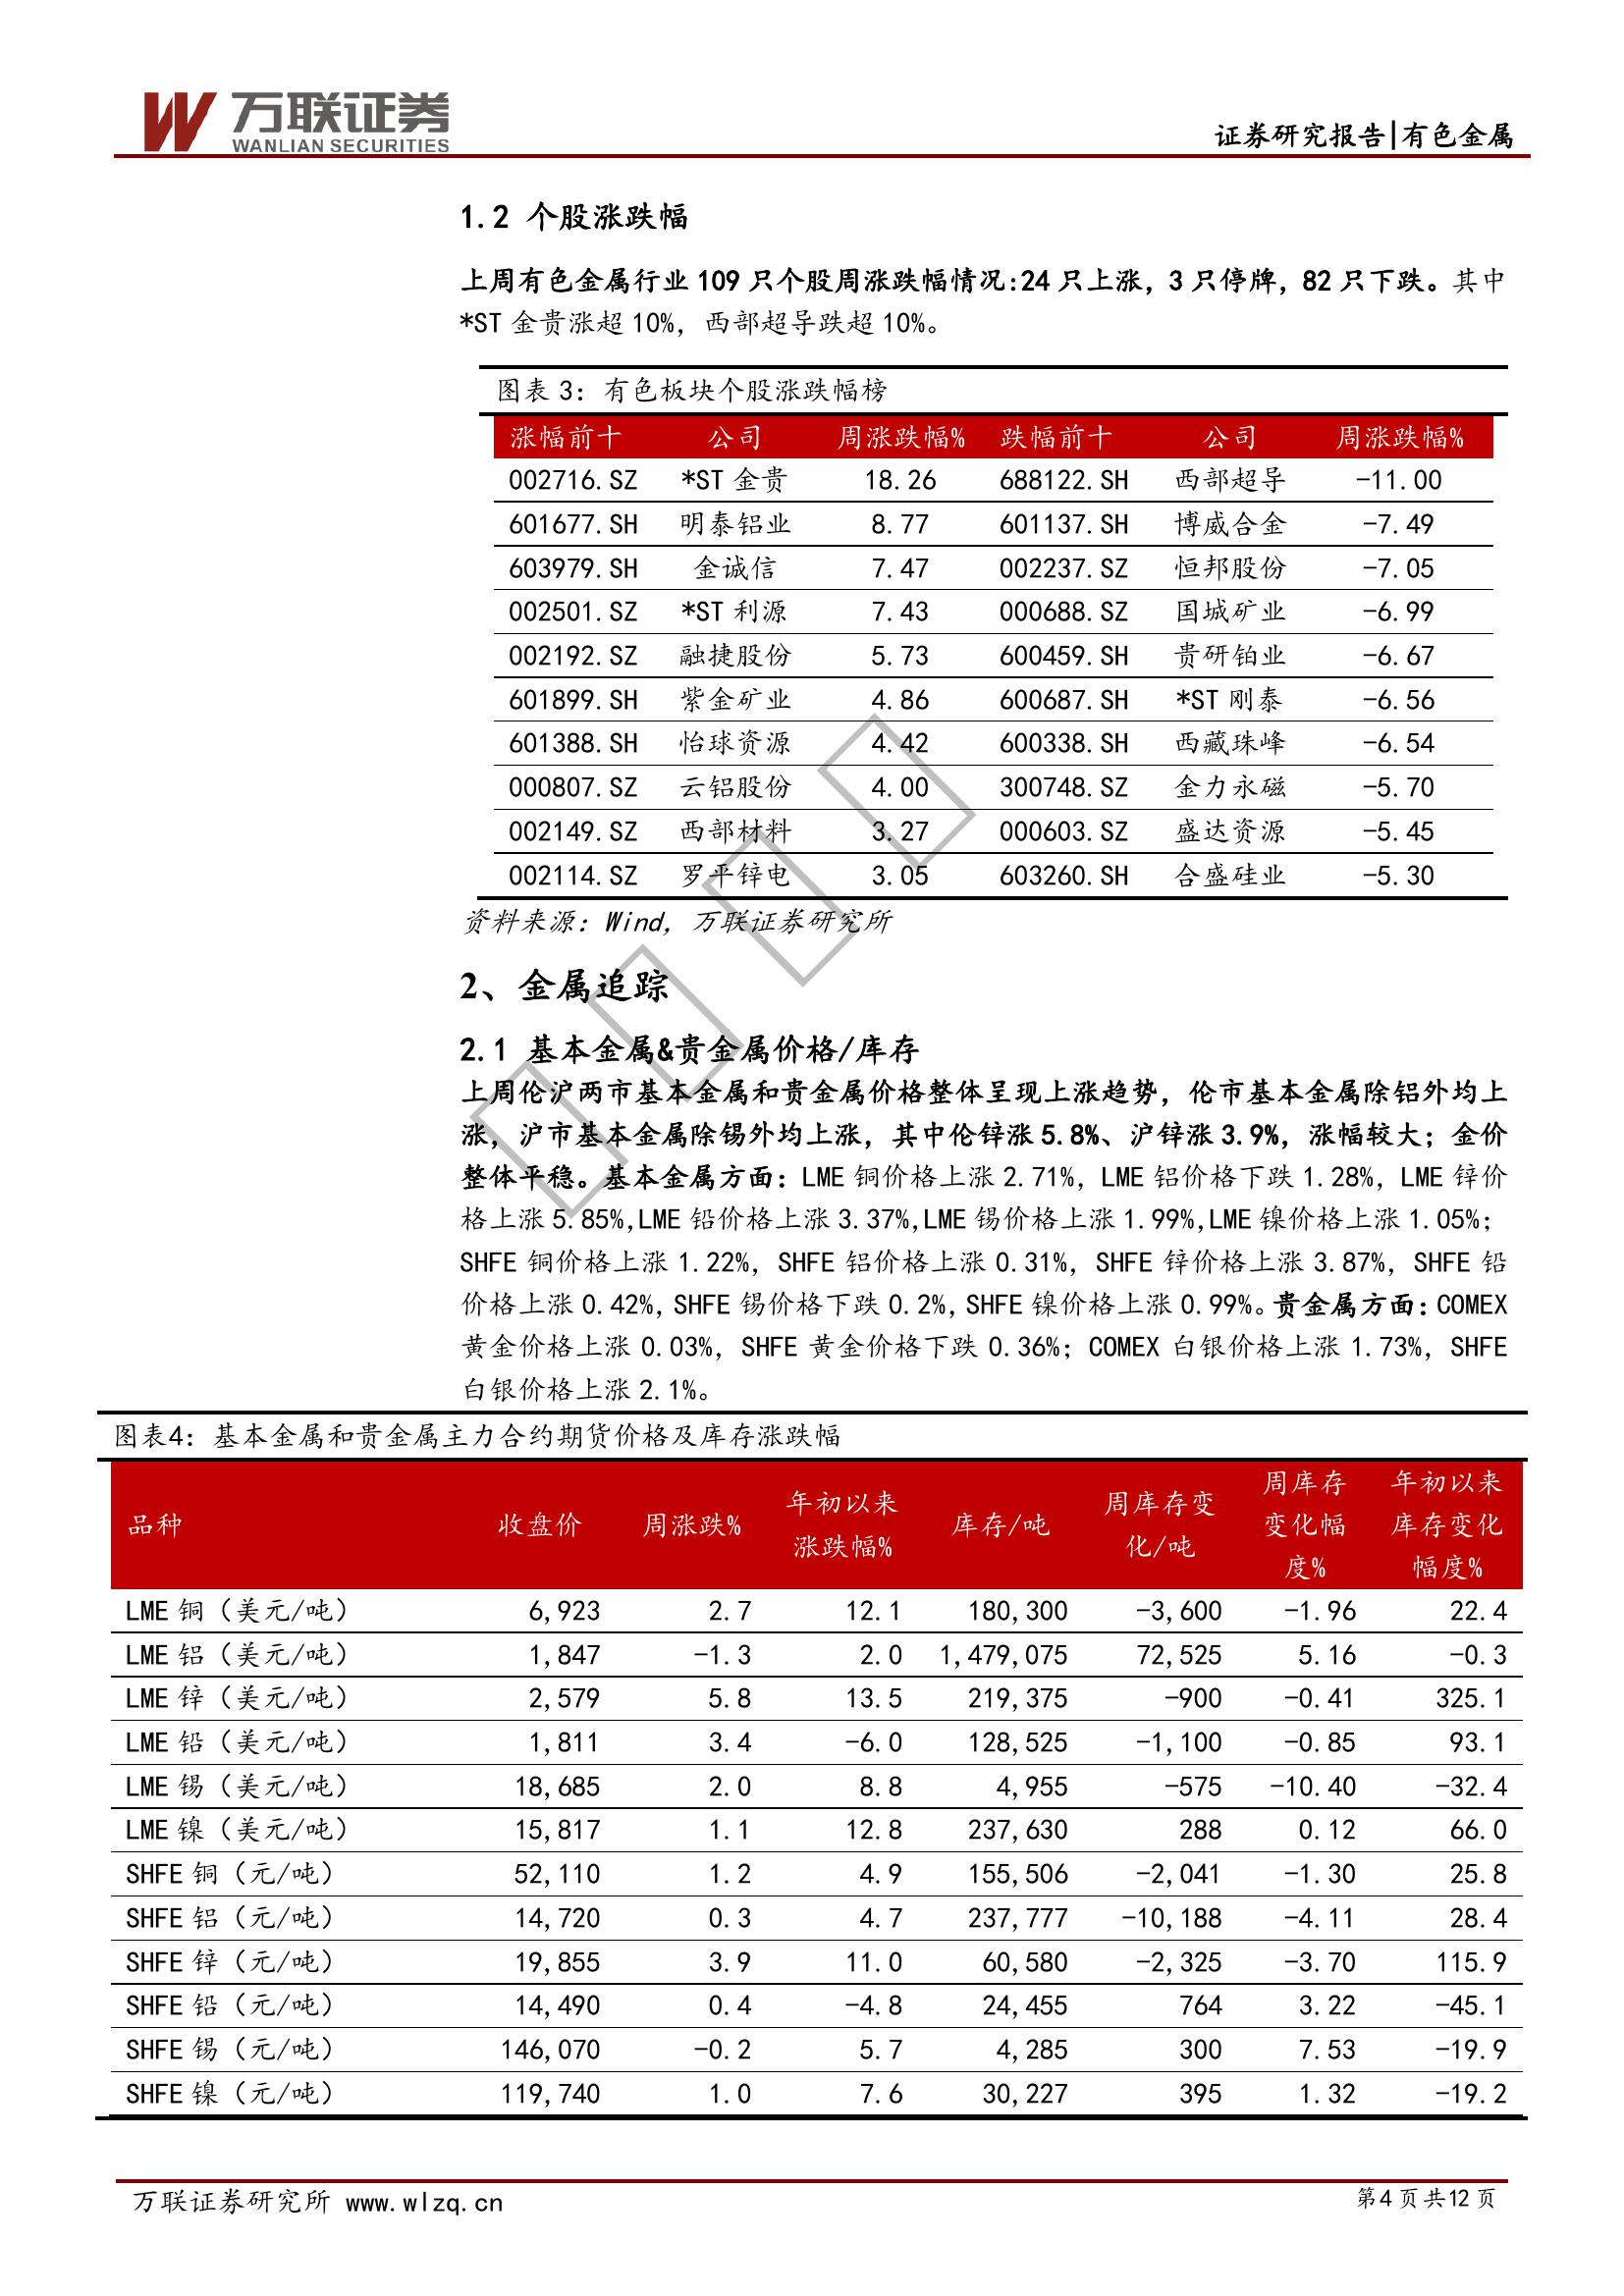 万联证券
WANLIAN SECURITIES
证券研究报告|有色金属
1.2 个股涨跌幅
上周有色金属行业 109 只个股周涨跌幅情况:24 只上涨，3 只停牌，82 只下跌。其中
*ST 金贵涨超 10%，西部超导跌超 10%。
图表 3：有色板块个股涨跌幅榜
涨幅前十 公司 周涨跌幅% 跌幅前十 公司 周涨跌幅%
002716.SZ *ST 金贵 18.26 688122.SH 西部超导 -11.00
601677.SH 明泰铝业 8.77 601137.SH 博威合金 -7.49
603979.SH 金诚信 7.47 002237.SZ 恒邦股份 -7.05
002501.SZ *ST 利源 7.43 000688.SZ 国城矿业 -6.99
002192.SZ 融捷股份 5.73 600459.SH 贵研铂业 -6.67
601899.SH 紫金矿业 4.86 600687.SH *ST 刚泰 -6.56
601388.SH 怡球资源 4.42 600338.SH 西藏珠峰 -6.54
000807.SZ 云铝股份 4.00 300748.SZ 金力永磁 -5.70
002149.SZ 西部材料 3.27 000603.SZ 盛达资源 -5.45
002114.SZ 罗平锌电 3.05 603260.SH 合盛硅业 -5.30
资料来源：Wind，万联证券研究所
2、金属追踪
2.1 基本金属&贵金属价格/库存
上周伦沪两市基本金属和贵金属价格整体呈现上涨趋势，伦市基本金属除铝外均上
涨，沪市基本金属除锡外均上涨，其中伦锌涨 5.8%、沪锌涨 3.9%，涨幅较大；金价
整体平稳。基本金属方面：LME 铜价格上涨 2.71%，LME 铝价格下跌 1.28%，LME 锌价
格上涨 5.85%,LME 铅价格上涨 3.37%,LME 锡价格上涨 1.99%,LME 镍价格上涨 1.05%；
SHFE 铜价格上涨 1.22%，SHFE 铝价格上涨 0.31%，SHFE 锌价格上涨 3.87%，SHFE 铅
价格上涨 0.42%，SHFE 锡价格下跌 0.2%，SHFE 镍价格上涨 0.99%。贵金属方面：COMEX
黄金价格上涨 0.03%，SHFE 黄金价格下跌 0.36%；COMEX 白银价格上涨 1.73%，SHFE
白银价格上涨 2.1%。
图表4：基本金属和贵金属主力合约期货价格及库存涨跌幅
品种 收盘价 周涨跌% 年初以来涨跌幅% 库存/吨 周库存变化/吨 周库存变化幅度% 年初以来库存变化幅度%
LME 铜（美元/吨） 6,923 2.7 12.1 180,300 -3,600 -1.96 22.4
LME 铝（美元/吨） 1,847 -1.3 2.0 1,479,075 72,525 5.16 -0.3
LME 锌（美元/吨） 2,579 5.8 13.5 219,375 -900 -0.41 325.1
LME 铅（美元/吨） 1,811 3.4 -6.0 128,525 -1,100 -0.85 93.1
LME 锡（美元/吨） 18,685 2.0 8.8 4,955 -575 -10.40 -32.4
LME 镍（美元/吨） 15,817 1.1 12.8 237,630 288 0.12 66.0
SHFE 铜（元/吨） 52,110 1.2 4.9 155,506 -2,041 -1.30 25.8
SHFE 铝（元/吨） 14,720 0.3 4.7 237,777 -10,188 -4.11 28.4
SHFE 锌（元/吨） 19,855 3.9 11.0 60,580 -2,325 -3.70 115.9
SHFE 铅（元/吨） 14,490 0.4 -4.8 24,455 764 3.22 -45.1
SHFE 锡（元/吨） 146,070 -0.2 5.7 4,285 300 7.53 -19.9
SHFE 镍（元/吨） 119,740 1.0 7.6 30,227 395 1.32 -19.2
万联证券研究所 www.wlzq.cn
第4 页 共12 页